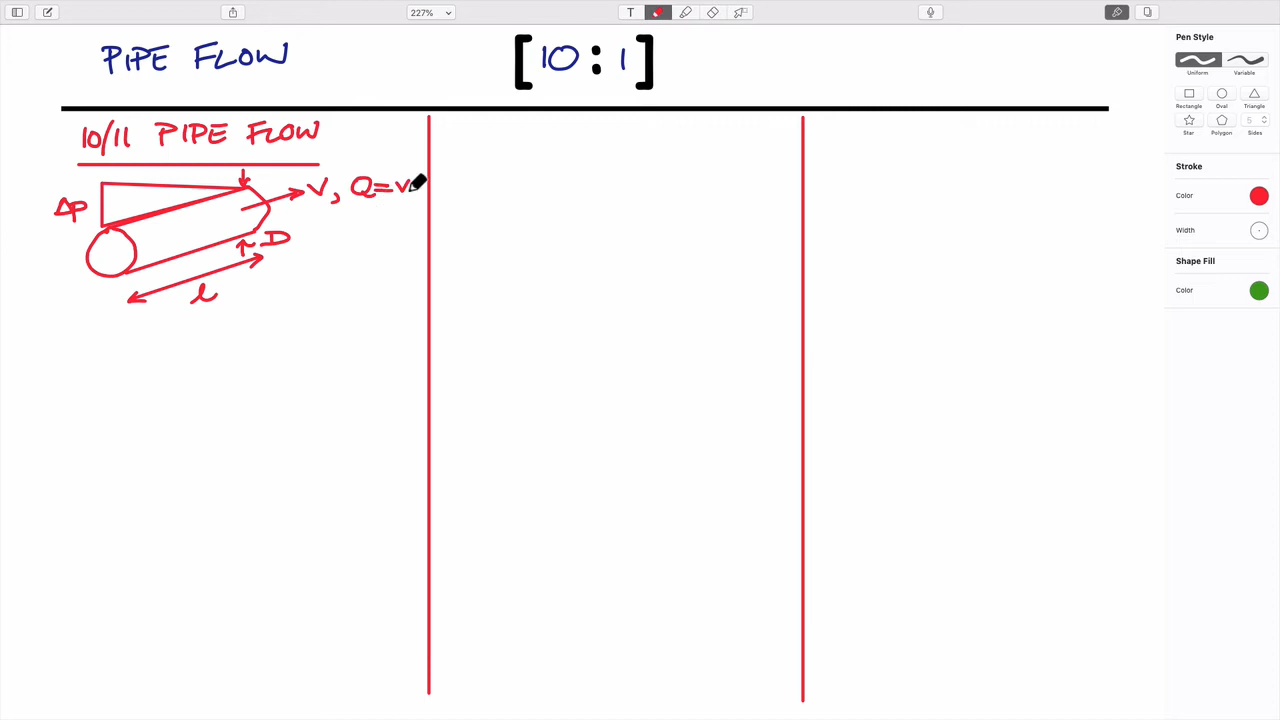 227%
T
PIPE FLOW
[10:1]
10/11 PIPE FLOW
Δp
V, Q=V
D
l
Pen Style
Uniform
Variable
Rectangle
Oval
Triangle
Star
Polygon
5
Sides
Stroke
Color
Width
Shape Fill
Color